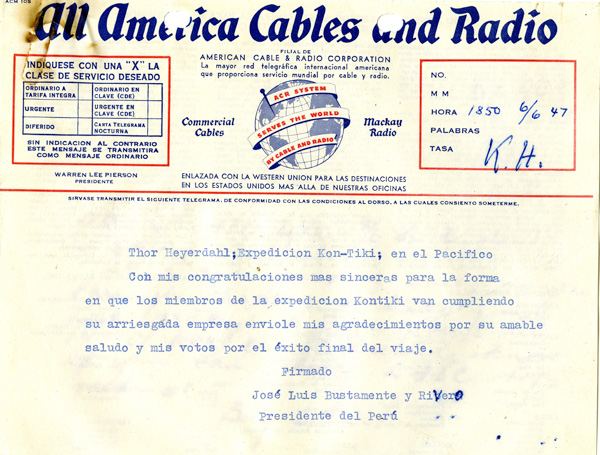 ACM 10S
All America Cables and Radio
FILIAL DE
AMERICAN CABLE & RADIO CORPORATION
La mayor red telegráfica internacional americana
que proporciona servicio mundial por cable y radio.
INDIQUESE CON UNA "X" LA
CLASE DE SERVICIO DESEADO
ORDINARIO A TARIFA INTEGRA
ORDINARIO EN CLAVE (CDE)
URGENTE
URGENTE EN CLAVE (CDE)
DIFERIDO
CARTA TELEGRAMA NOCTURNA
SIN INDICACION AL CONTRARIO
ESTE MENSAJE SE TRANSMITIRA
COMO MENSAJE ORDINARIO
WARREN LEE PIERSON
PRESIDENTE
Commercial
Cables
ACR SYSTEM
SERVES THE WORLD
BY CABLE AND RADIO
Mackay
Radio
ENLAZADA CON LA WESTERN UNION PARA LAS DESTINACIONES
EN LOS ESTADOS UNIDOS MAS ALLA DE NUESTRAS OFICINAS
NO.
M M
HORA 1850 6/6 47
PALABRAS
TASA K.H.
SIRVASE TRANSMITIR EL SIGUIENTE TELEGRAMA, DE CONFORMIDAD CON LAS CONDICIONES AL DORSO, A LAS CUALES CONSIENTO SOMETERME.
Thor Heyerdahl;Expedicion Kon-Tiki; en el Pacifico
Con mis congratulaciones mas sinceras para la forma
en que los miembros de la expedicion Kontiki van cumpliendo
su arriesgada empresa enviole mis agradecimientos por su amable
saludo y mis votos por el éxito final del viaje.
Firmado
José Luis Bustamente y Rivero
Presidente del Perú